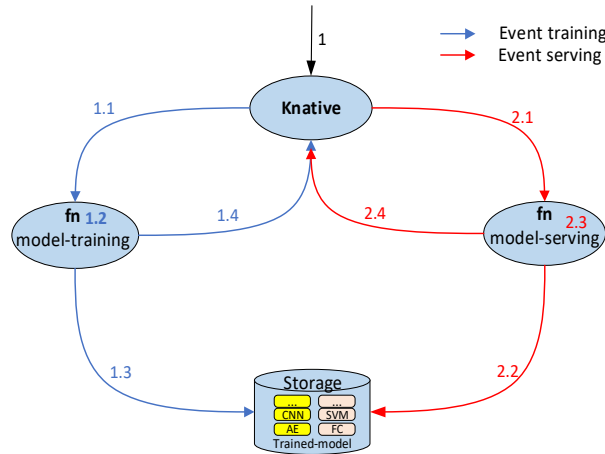 1
Event training
Event serving
1.1
Knative
2.1
fn 1.2
model-training
1.4
2.4
fn
2.3
model-serving
1.3
2.2
Storage
... ...
CNN SVM
AE FC
Trained-model